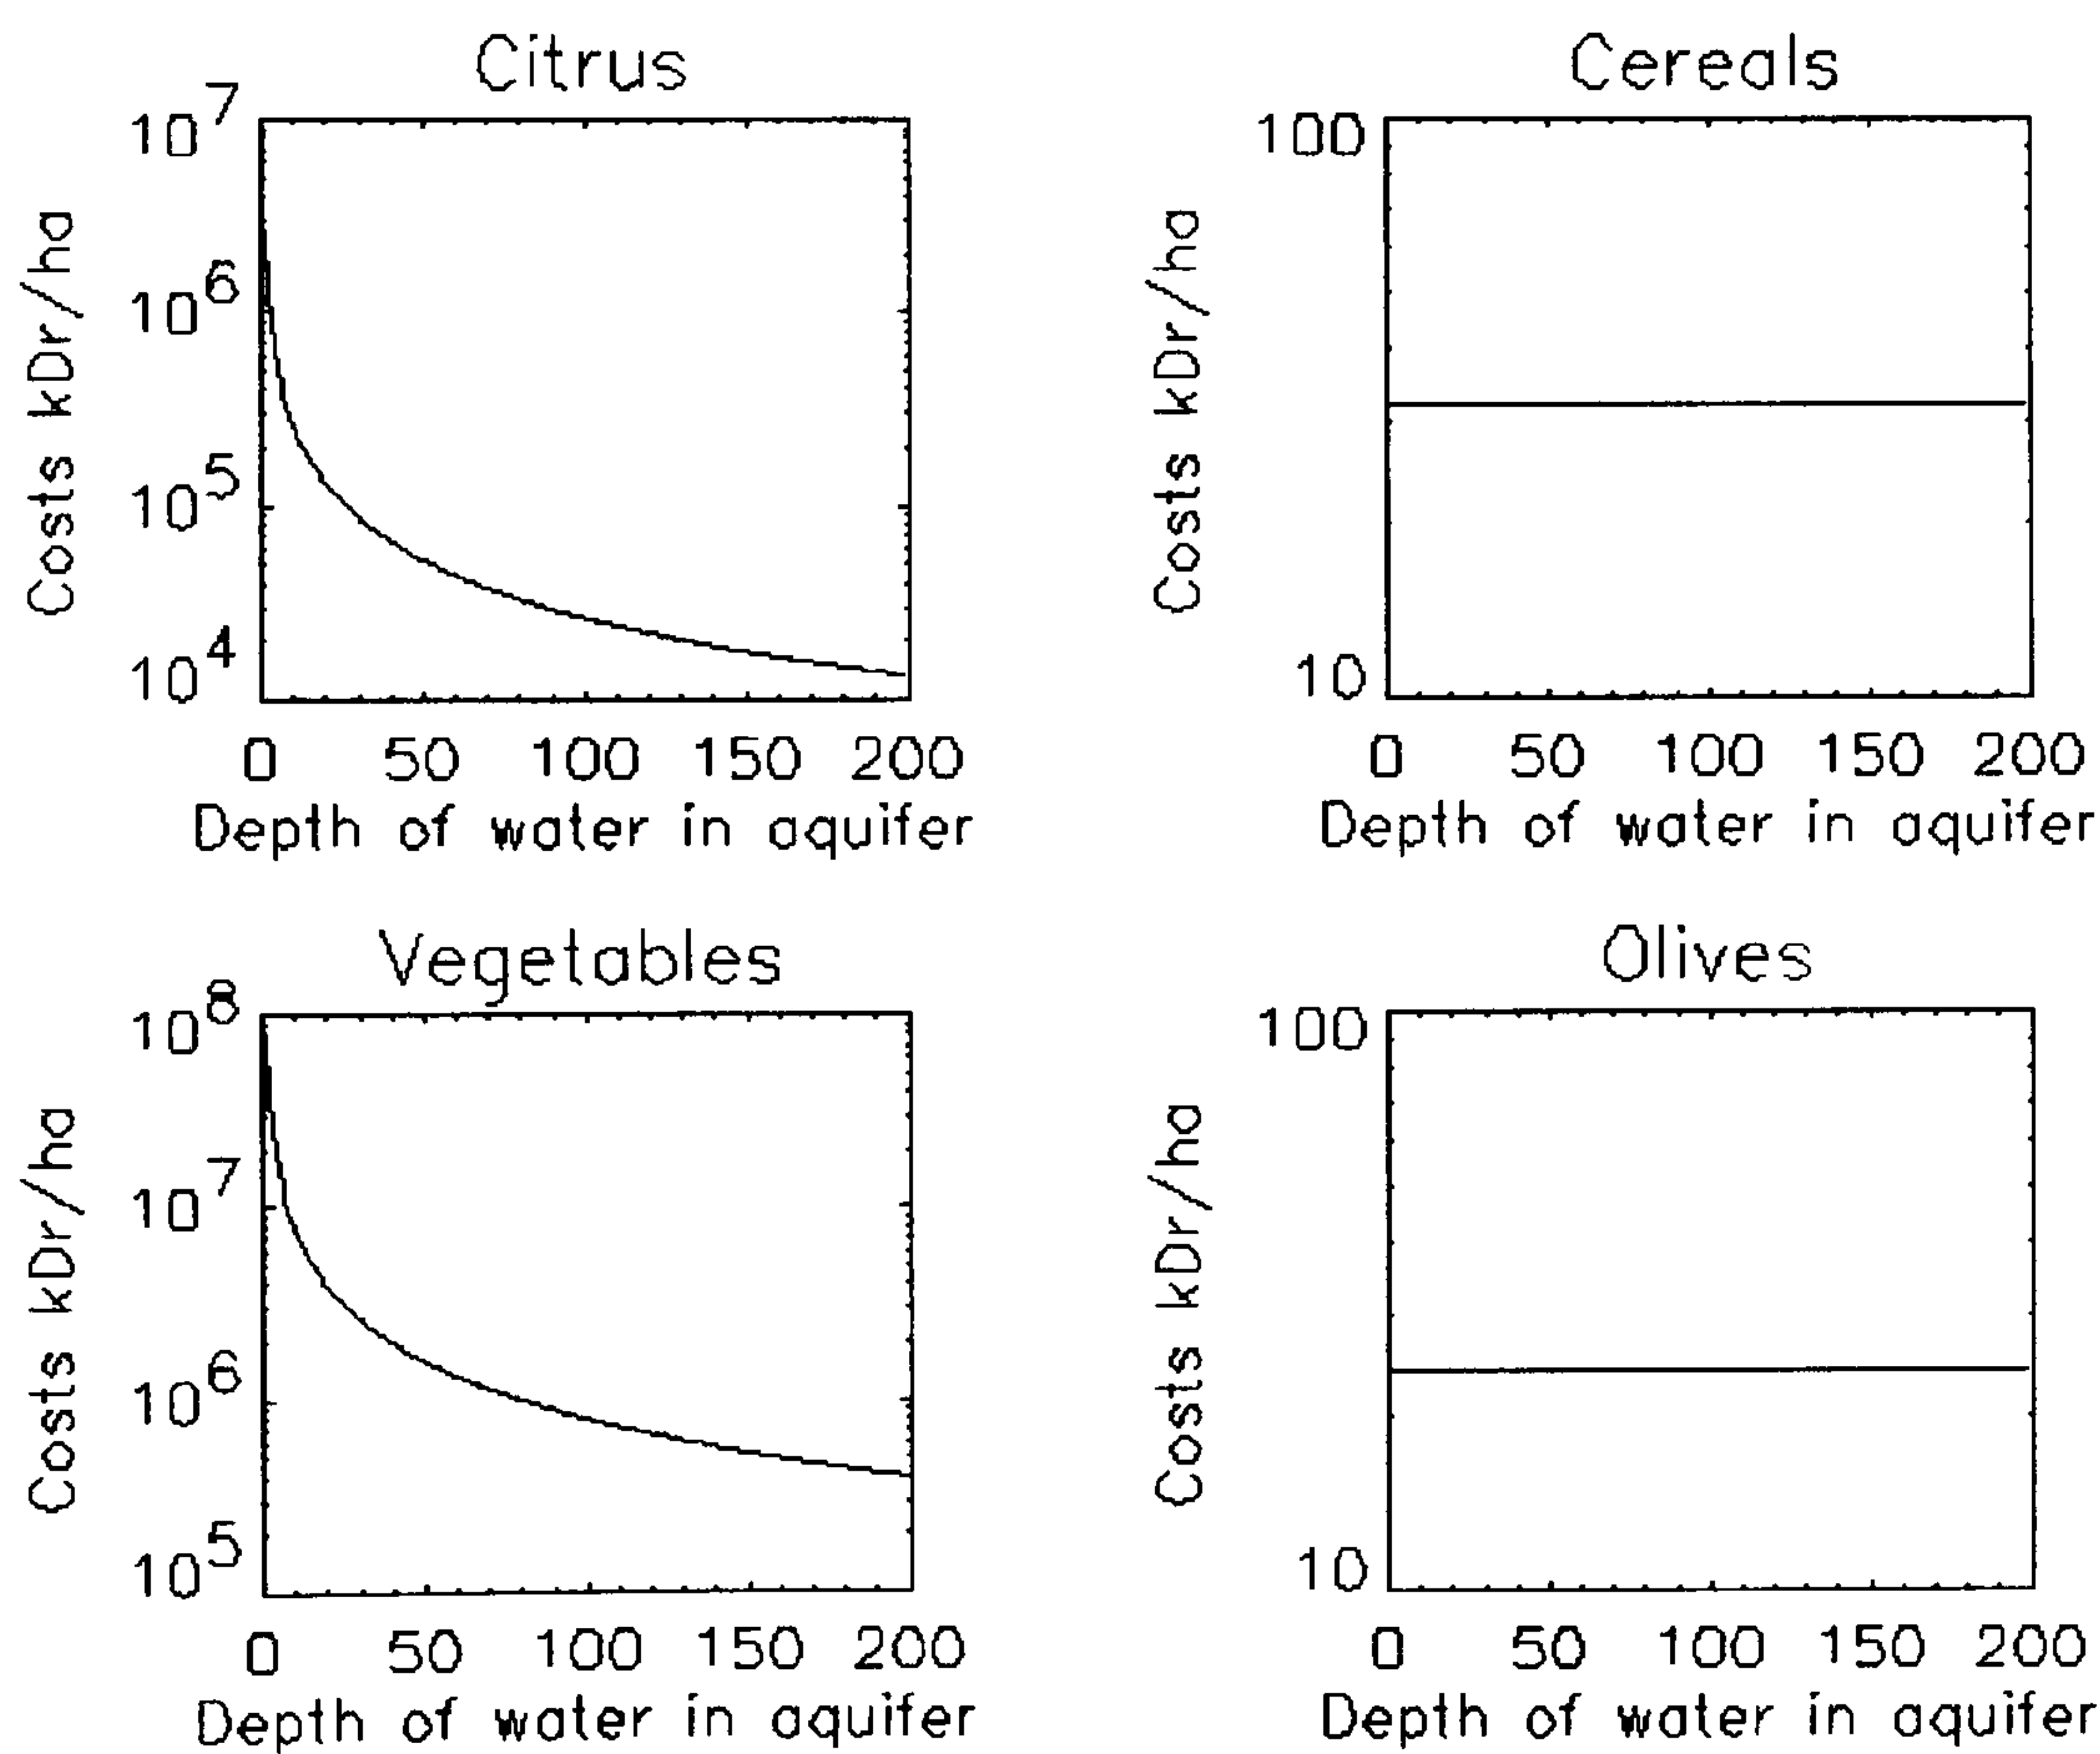 Citrus
10^7
10^6
10^5
10^4
Costs kDr/ha
0 50 100 150 200
Depth of water in aquifer
Cereals
100
10
Costs kDr/ha
0 50 100 150 200
Depth of water in aquifer
Vegetables
10^8
10^7
10^6
10^5
Costs kDr/ha
0 50 100 150 200
Depth of water in aquifer
Olives
100
10
Costs kDr/ha
0 50 100 150 200
Depth of water in aquifer